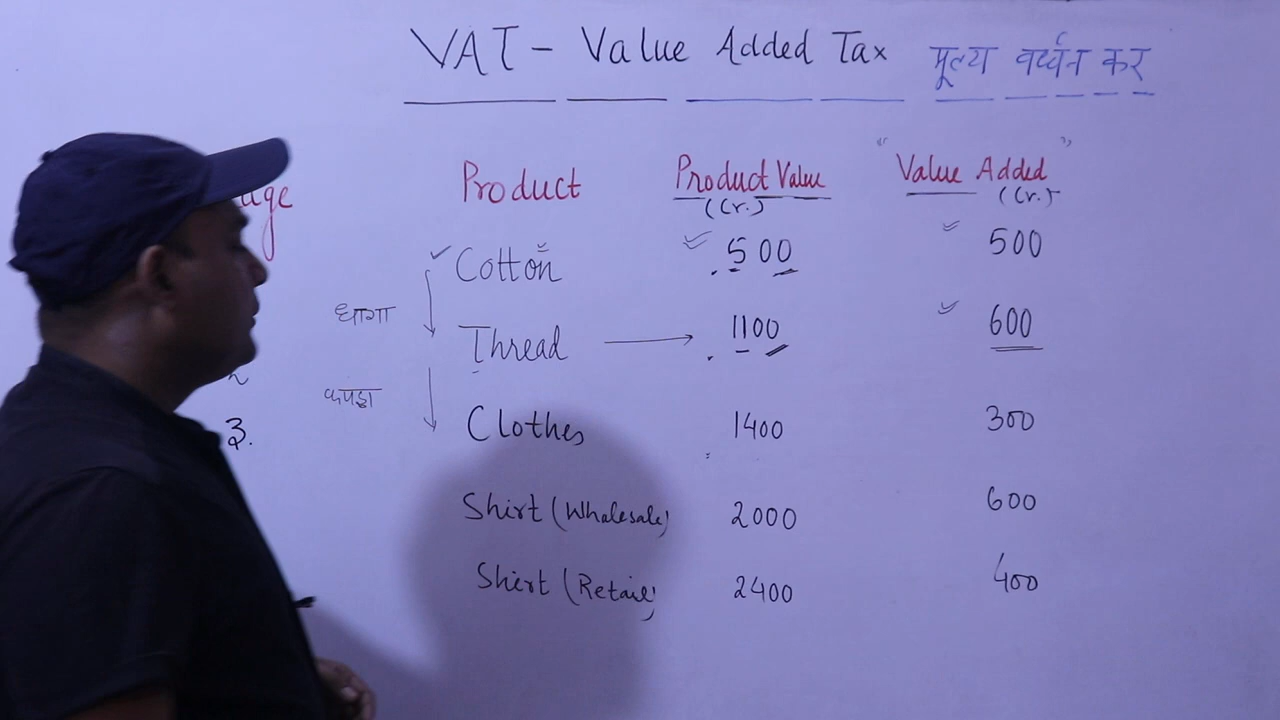 VAT - Value Added Tax मूल्य वर्ध्धन कर
Product Product Value "Value Added"
(Cr.) (Cr.)
Cotton 500 500
धागा
Thread → 1100 600
कपड़ा
3. Clothes 1400 300
Shirt (Wholesale) 2000 600
Shirt (Retail) 2400 400